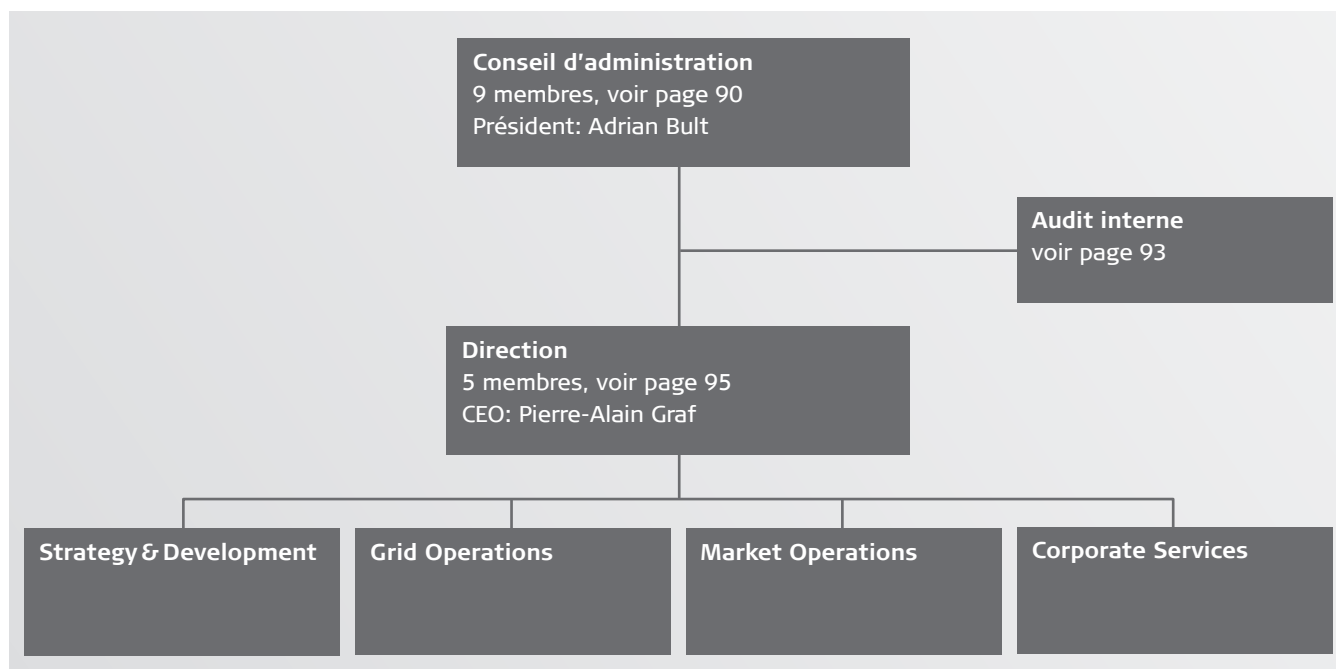 Conseil d'administration
9 membres, voir page 90
Président: Adrian Bult
Audit interne
voir page 93
Direction
5 membres, voir page 95
CEO: Pierre-Alain Graf
Strategy & Development
Grid Operations
Market Operations
Corporate Services